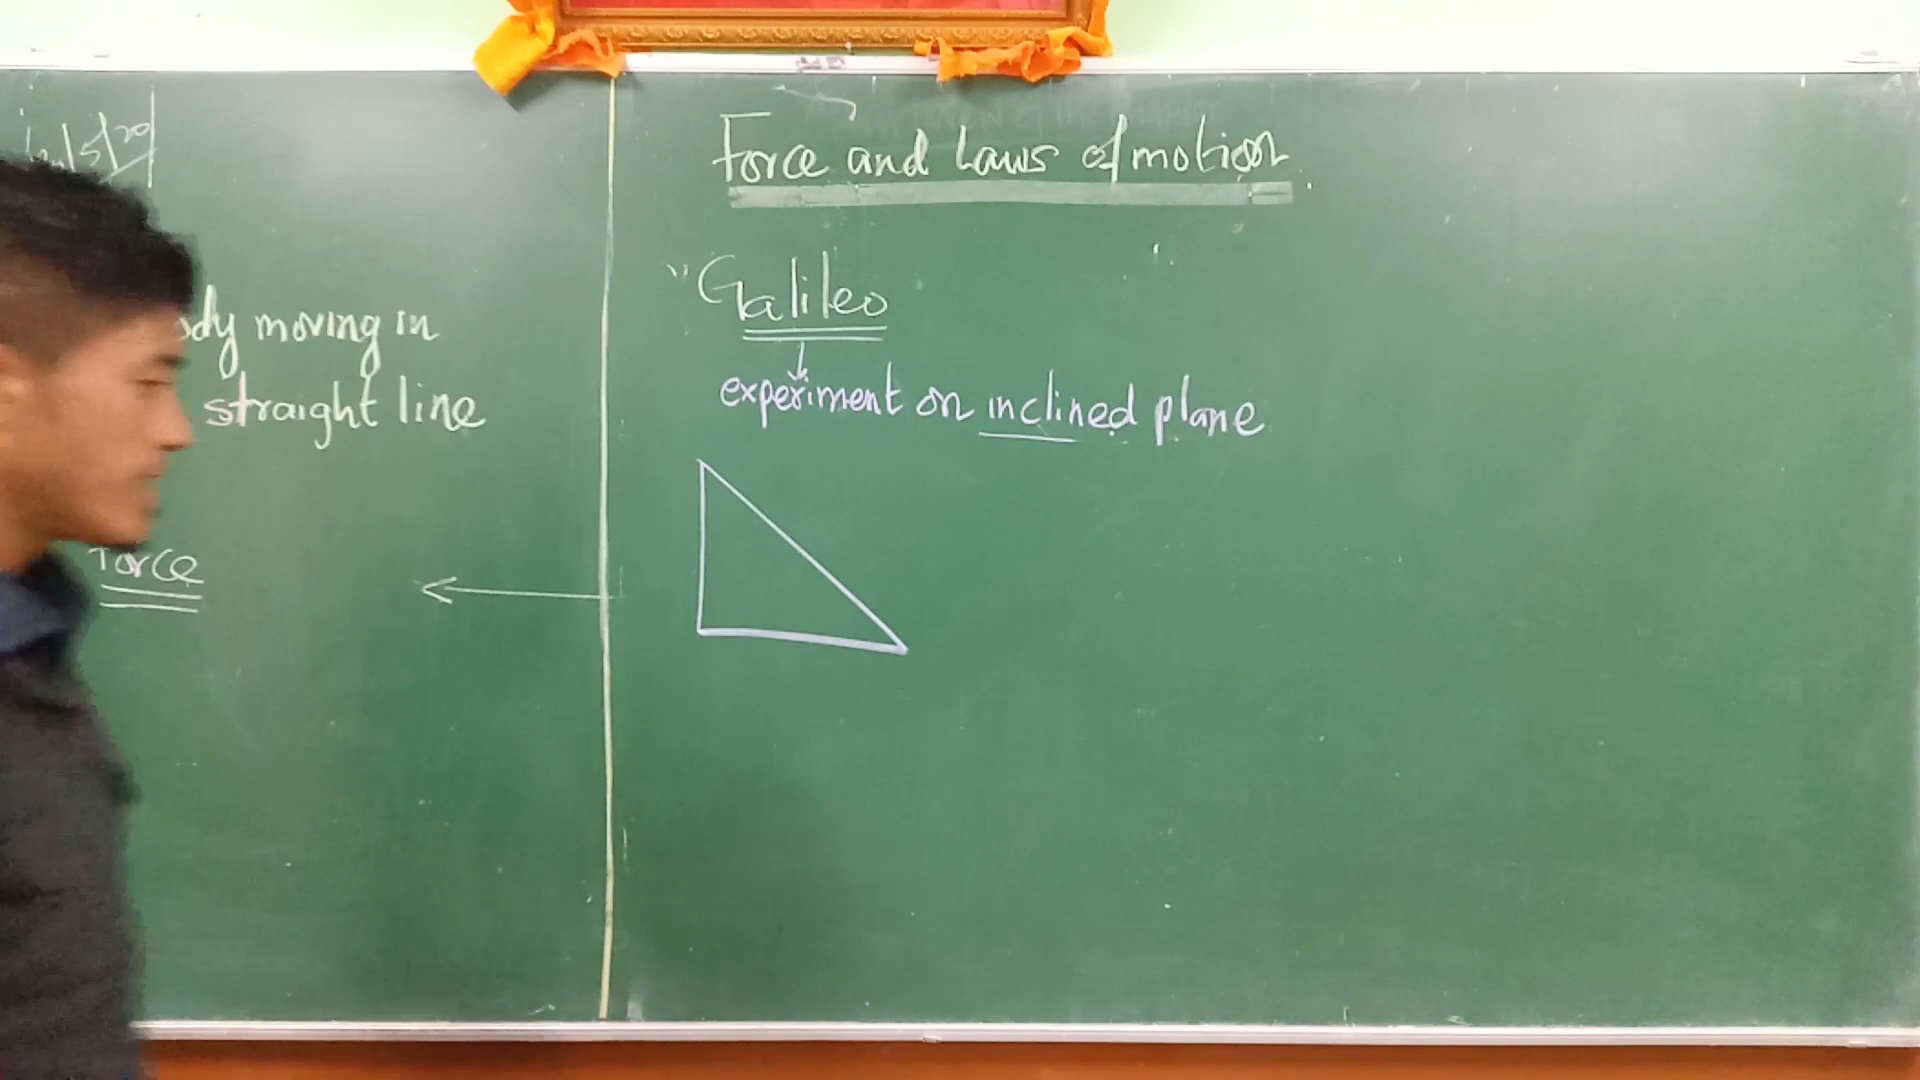 Force and Laws of motion
"Galileo
experiment on inclined plane
moving in
straight line
Force